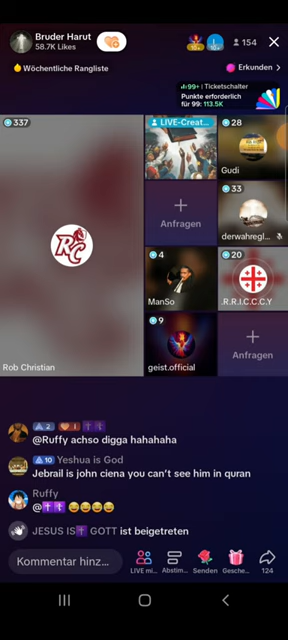 Bruder Harut
58.7K Likes
154
Wöchentliche Rangliste
Erkunden >
99+ | Ticketschalter
Punkte erforderlich
für 99: 113.5K
337
LIVE-Creat...
28
Gudi
Anfragen
33
derwahregl...
4
ManSo
20
.R.R.I.C.C.Y
9
geist.official
Anfragen
RC
Rob Christian
2 1
@Ruffy achso digga hahahaha
10 Yeshua is God
Jebrail is john ciena you can't see him in quran
Ruffy
@✝️✝️ 😂😂😂😂
JESUS IS✝️ GOTT ist beigetreten
Kommentar hinz...
LIVE mi...
Abstim...
Senden
Gesche...
124